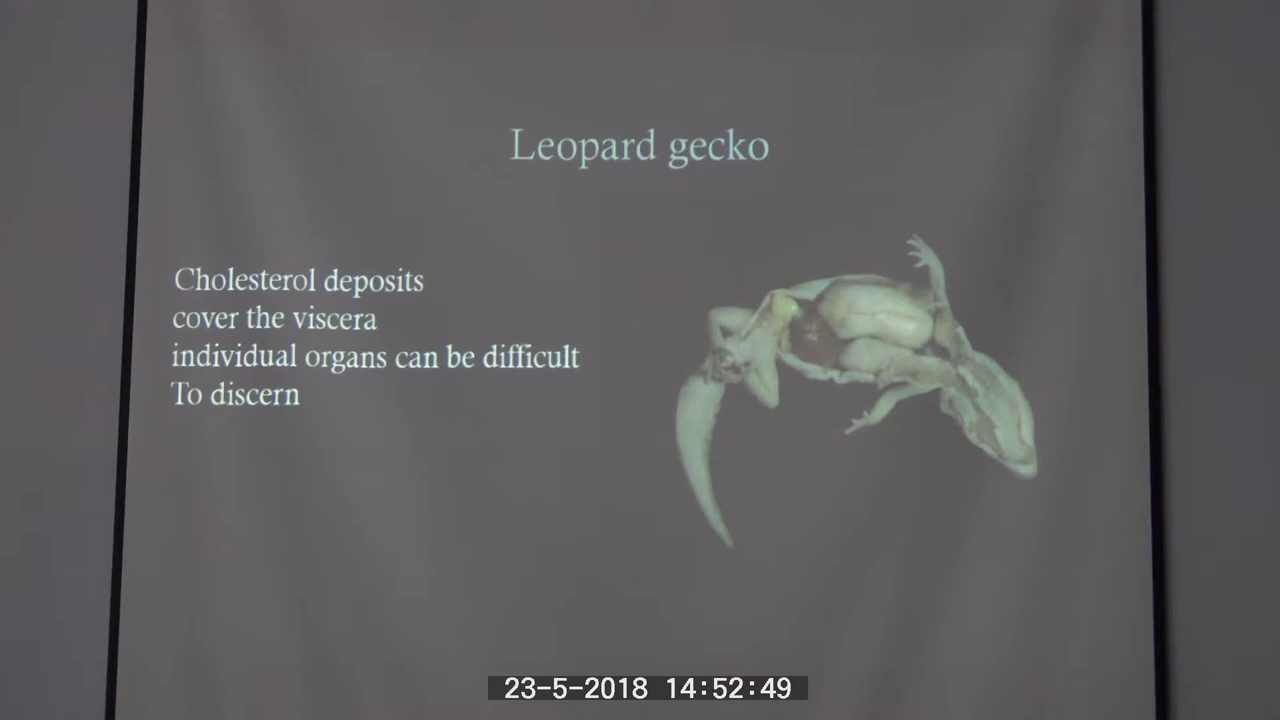 Leopard gecko
Cholesterol deposits
cover the viscera
individual organs can be difficult
To discern
23-5-2018 14:52:49